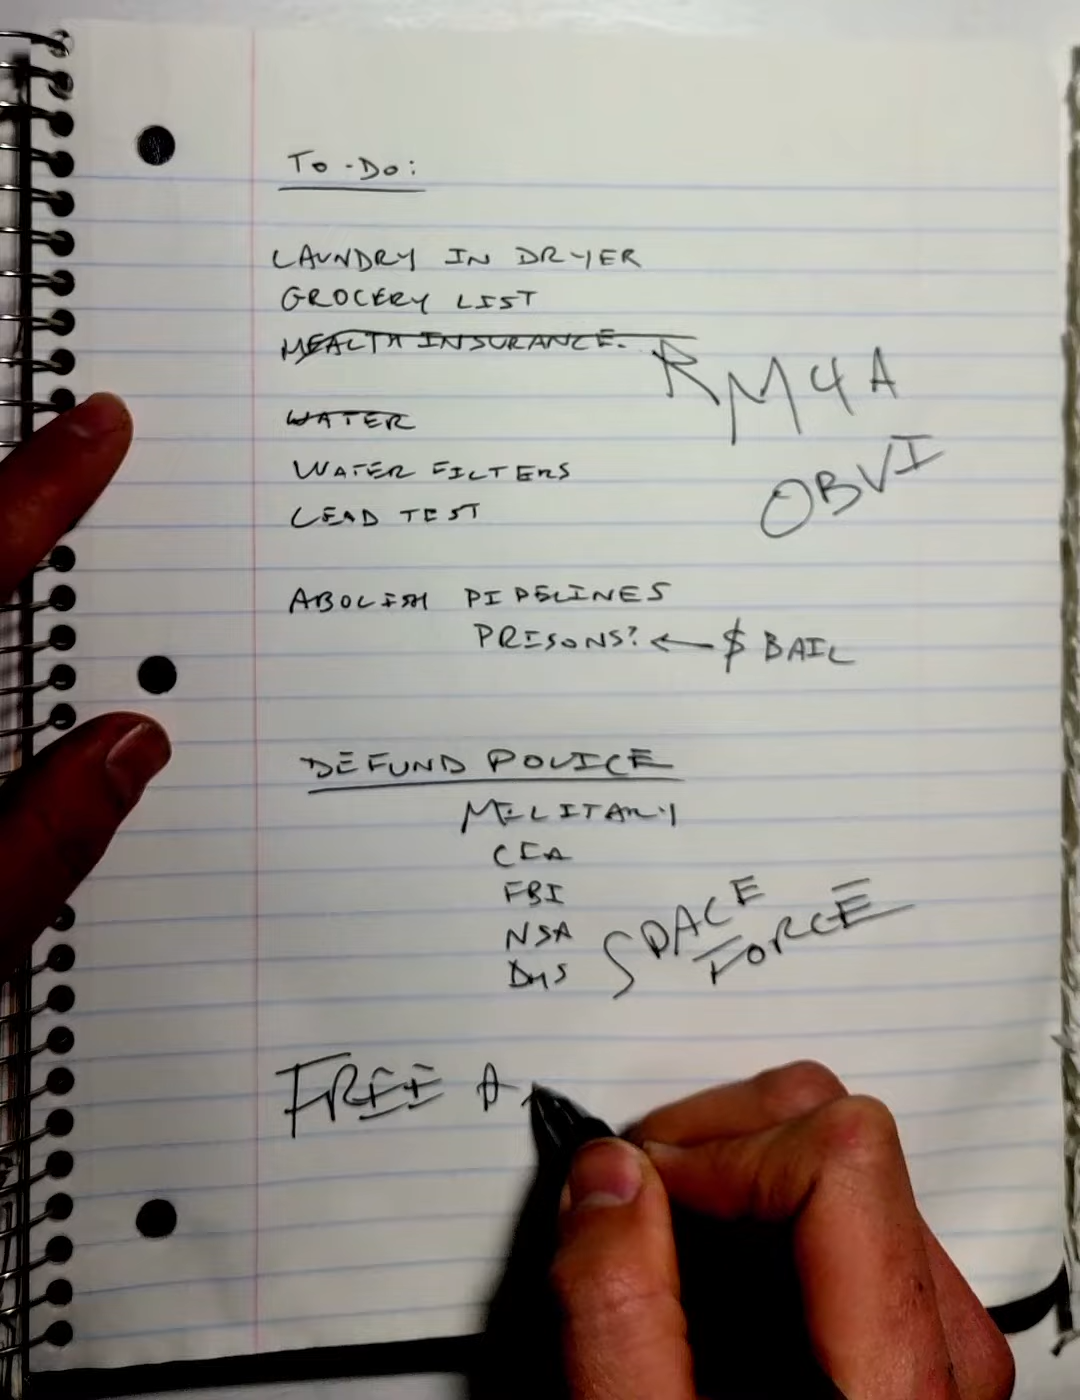 TO-DO:
LAUNDRY IN DRYER
GROCERY LIST
HEALTH INSURANCE.
M4A
OBVI
WATER
WATER FILTERS
LEAD TEST
ABOLISH PIPELINES
PRISONS? ← $ BAIL
DEFUND POLICE
MILITARY
CIA
FBI
NSA
DHS
SPACE
FORCE
FREE A